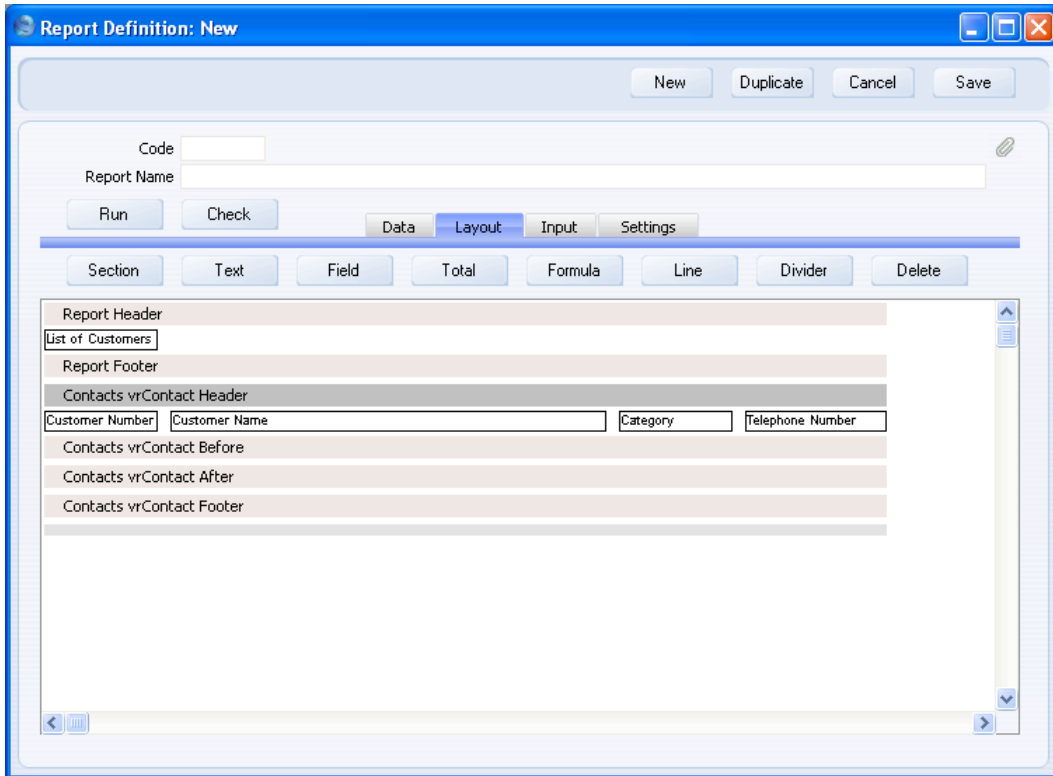 Report Definition: New
New Duplicate Cancel Save
Code
Report Name
Run Check Data Layout Input Settings
Section Text Field Total Formula Line Divider Delete
Report Header
List of Customers
Report Footer
Contacts vrContact Header
Customer Number Customer Name Category Telephone Number
Contacts vrContact Before
Contacts vrContact After
Contacts vrContact Footer